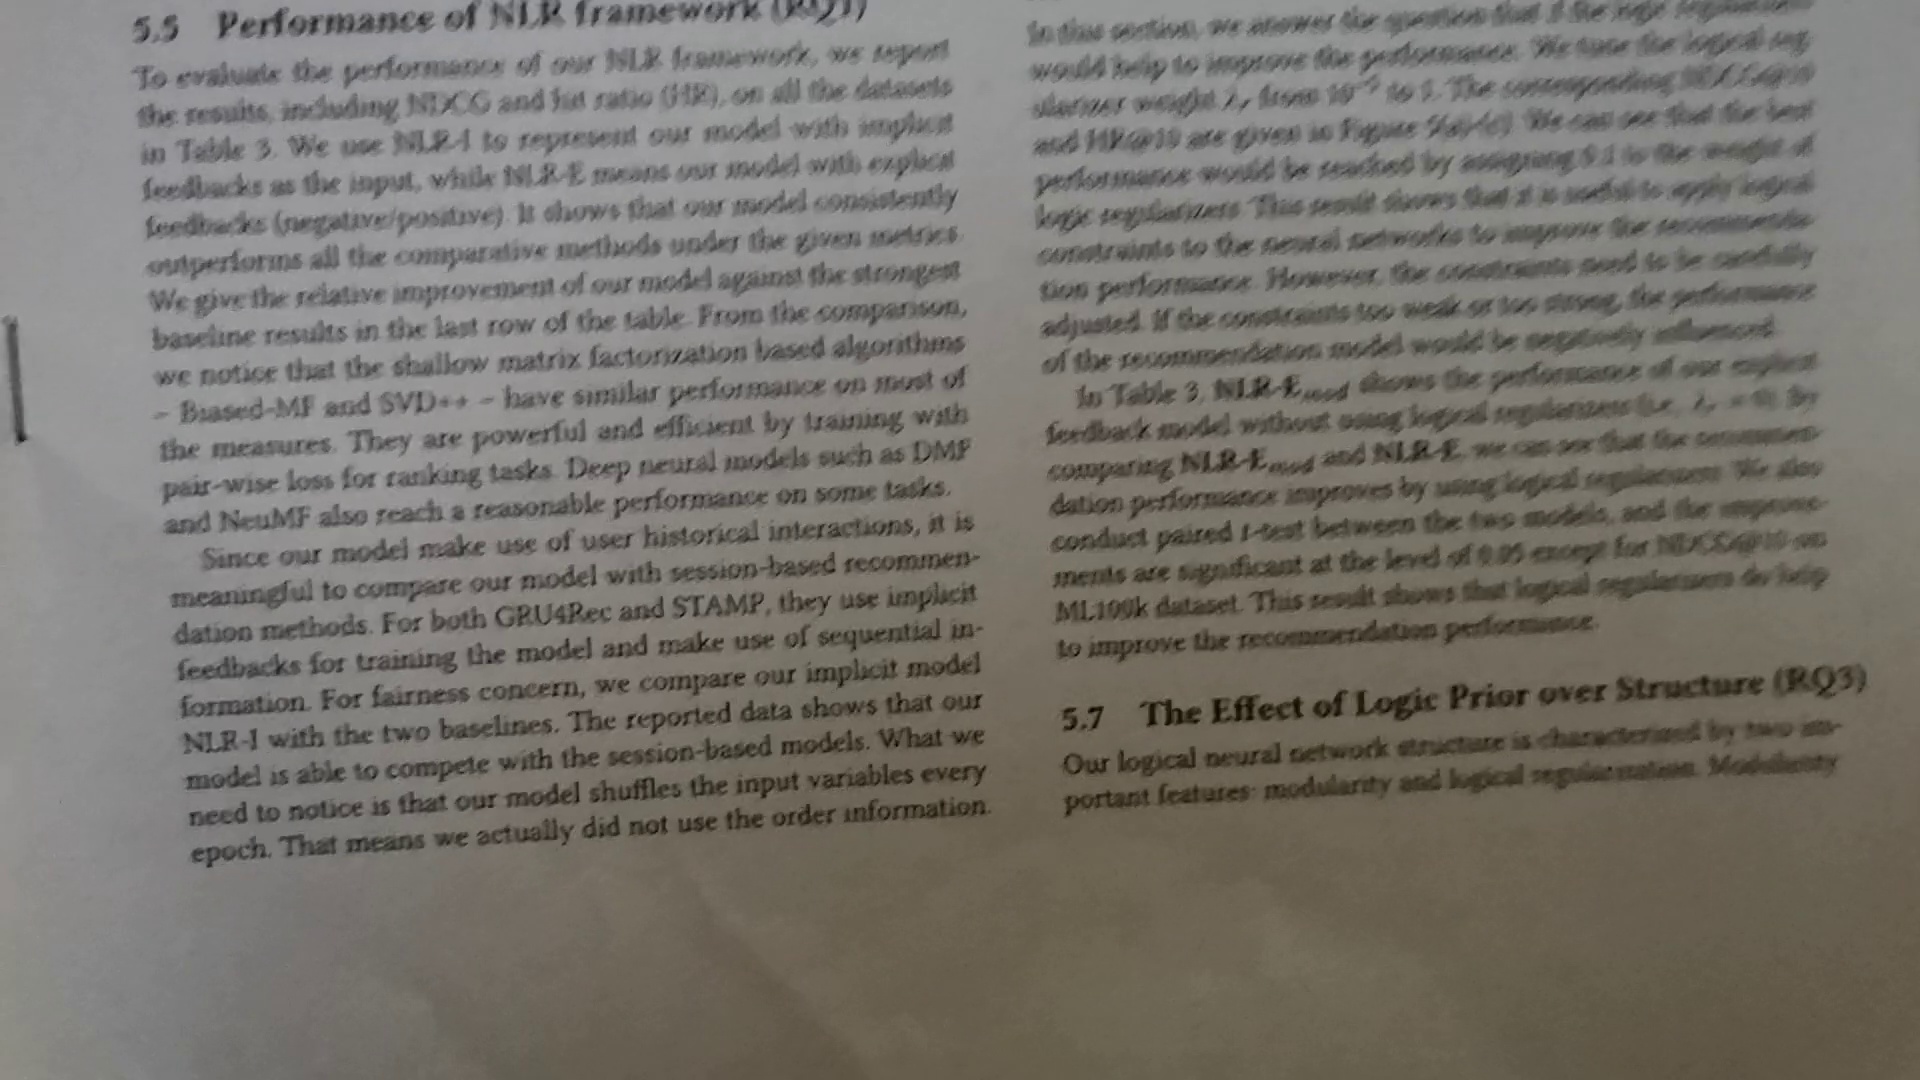 5.5 Performance of NLR framework (RQ1)
To evaluate the performance of our NLR framework, we report
the results, including NDCG and hit ratio (HR), on all the datasets
in Table 3. We use NLR-I to represent our model with implicit
feedbacks as the input, while NLR-E means our model with explicit
feedbacks (negative/positive). It shows that our model consistently
outperforms all the comparative methods under the given metrics.
We give the relative improvement of our model against the strongest
baseline results in the last row of the table. From the comparison,
we notice that the shallow matrix factorization based algorithms
– Biased-MF and SVD++ – have similar performance on most of
the measures. They are powerful and efficient by training with
pair-wise loss for ranking tasks. Deep neural models such as DMF
and NeuMF also reach a reasonable performance on some tasks.
Since our model make use of user historical interactions, it is
meaningful to compare our model with session-based recommen-
dation methods. For both GRU4Rec and STAMP, they use implicit
feedbacks for training the model and make use of sequential in-
formation. For fairness concern, we compare our implicit model
NLR-I with the two baselines. The reported data shows that our
model is able to compete with the session-based models. What we
need to notice is that our model shuffles the input variables every
epoch. That means we actually did not use the order information.
In this section, we answer the question that if the logic
would help to improve the performance. We tune the logical reg-
ularizer weight from to 1. The corresponding NDCG@10
and HR@10 are given in Figure We can see that the best
performance would be reached by assigning 0.1 to the weight of
logic regularizers. This result shows that it is useful to apply logical
constraints to the neural networks to improve the recommenda-
tion performance. However, the constraints need to be carefully
adjusted. If the constraints too weak or too strong, the performance
of the recommendation model would be negatively influenced.
In Table 3, NLR-Emod shows the performance of our explicit
feedback model without using logical regularizers (i.e. By
comparing NLR-Emod and NLR-E, we can see that the recommen-
dation performance improves by using logical regularizers. We also
conduct paired t-test between the two models, and the improve-
ments are significant at the level of 0.05 except for NDCG@10 on
ML100k dataset. This result shows that logical regularizers do help
to improve the recommendation performance.
5.7 The Effect of Logic Prior over Structure (RQ3)
Our logical neural network structure is characterized by two im-
portant features: modularity and logical regularization. Modularity